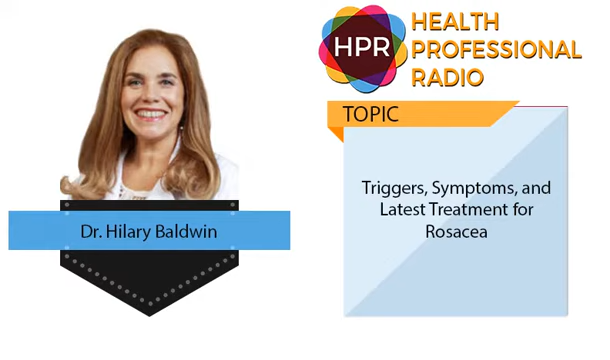 HPR
HEALTH
PROFESSIONAL
RADIO
TOPIC
Triggers, Symptoms, and
Latest Treatment for
Rosacea
Dr. Hilary Baldwin